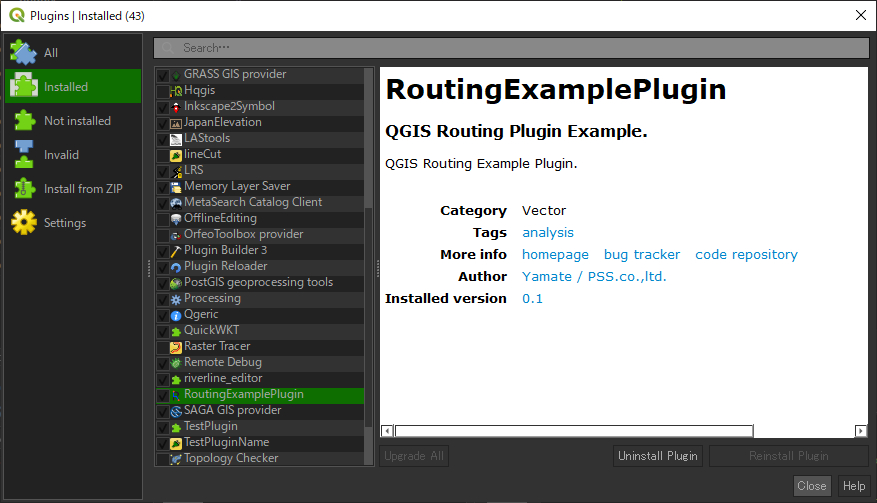 Plugins | Installed (43)
All
Installed
Not installed
Invalid
Install from ZIP
Settings
Search…
GRASS GIS provider
Hqgis
Inkscape2Symbol
JapanElevation
LAStools
lineCut
LRS
Memory Layer Saver
MetaSearch Catalog Client
OfflineEditing
OrfeoToolbox provider
Plugin Builder 3
Plugin Reloader
PostGIS geoprocessing tools
Processing
Qgeric
QuickWKT
Raster Tracer
Remote Debug
riverline_editor
RoutingExamplePlugin
SAGA GIS provider
TestPlugin
TestPluginName
Topology Checker
RoutingExamplePlugin
QGIS Routing Plugin Example.
QGIS Routing Example Plugin.
Category Vector
Tags analysis
More info homepage bug tracker code repository
Author Yamate / PSS.co.,ltd.
Installed version 0.1
Upgrade All Uninstall Plugin Reinstall Plugin
Close Help